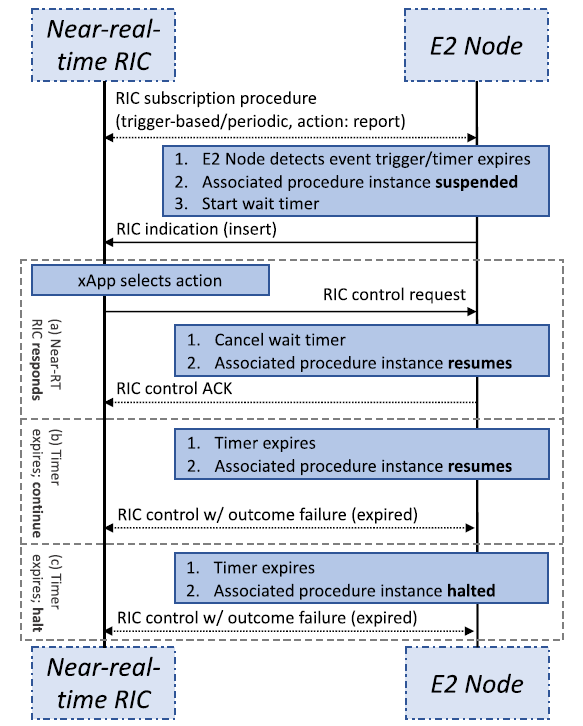 Near-real-
time RIC
E2 Node
RIC subscription procedure
(trigger-based/periodic, action: report)
1. E2 Node detects event trigger/timer expires
2. Associated procedure instance suspended
3. Start wait timer
RIC indication (insert)
xApp selects action
RIC control request
(a) Near-RT
RIC responds
1. Cancel wait timer
2. Associated procedure instance resumes
RIC control ACK
(b) Timer
expires; continue
1. Timer expires
2. Associated procedure instance resumes
RIC control w/ outcome failure (expired)
(c) Timer
expires; halt
1. Timer expires
2. Associated procedure instance halted
RIC control w/ outcome failure (expired)
Near-real-
time RIC
E2 Node